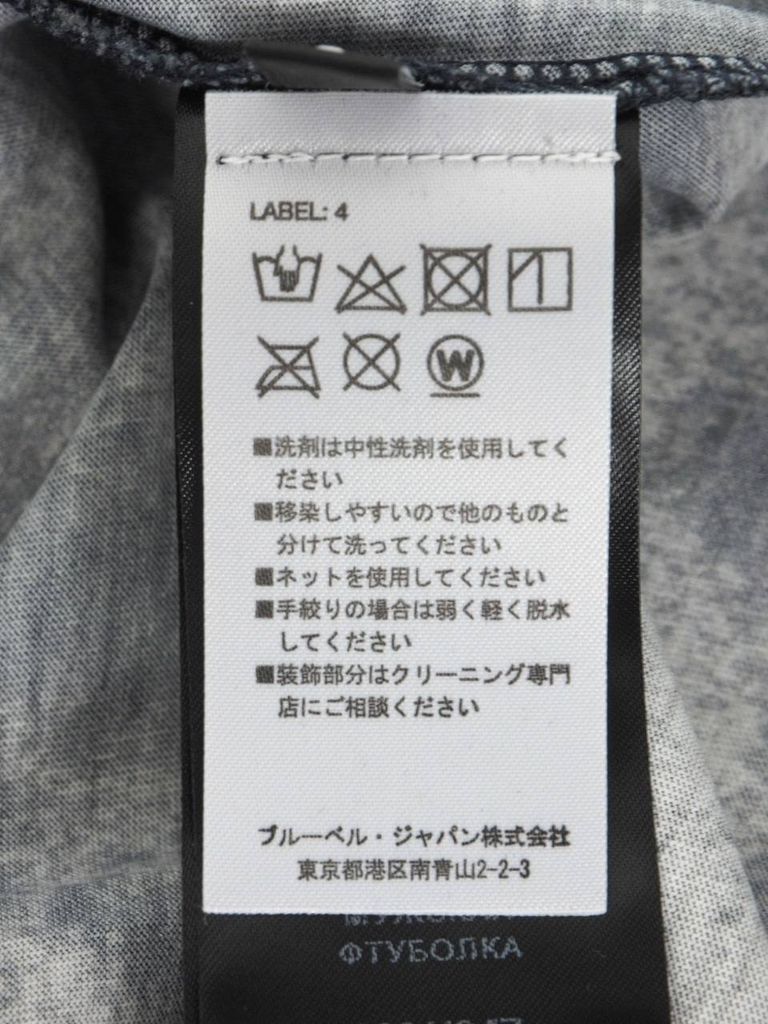 LABEL: 4
W
■洗剤は中性洗剤を使用してく
ださい
■移染しやすいので他のものと
分けて洗ってください
■ネットを使用してください
■手絞りの場合は弱く軽く脱水
してください
■装飾部分はクリーニング専門
店にご相談ください
ブルーベル・ジャパン株式会社
東京都港区南青山2-2-3
ФТУБОЛКА